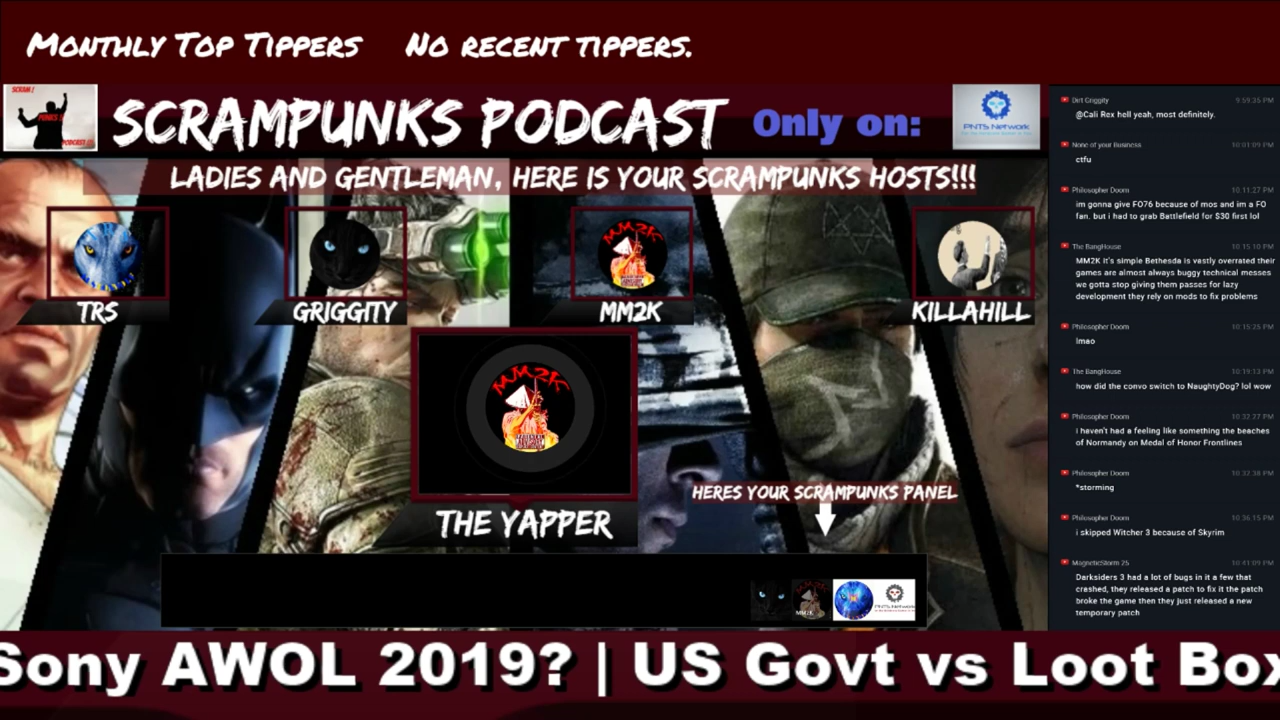 Monthly Top Tippers No recent tippers.
SCRAM!
PUNKS!!
PODCAST!!!
SCRAMPUNKS PODCAST Only on:
PNTS Network
LADIES AND GENTLEMAN, HERE IS YOUR SCRAMPUNKS HOSTS!!!
MM2K
TRS GRIGGITY MM2K KILLAHILL
MM2K
THE YAPPER
HERES YOUR SCRAMPUNKS PANEL
MM2K
PNTS Network
Dirt Griggity 9:59:35 PM
@Cali Rex hell yeah, most definitely.
None of your Business 10:01:09 PM
ctfu
Philosopher Doom 10:11:27 PM
im gonna give FO76 because of mos and im a FO
fan. but i had to grab Battlefield for $30 first lol
The BangHouse 10:15:10 PM
MM2K it's simple Bethesda is vastly overrated their
games are almost always buggy technical messes
we gotta stop giving them passes for lazy
development they rely on mods to fix problems
Philosopher Doom 10:15:25 PM
lmao
The BangHouse 10:19:13 PM
how did the convo switch to NaughtyDog? lol wow
Philosopher Doom 10:32:27 PM
i haven't had a feeling like something the beaches
of Normandy on Medal of Honor Frontlines
Philosopher Doom 10:32:38 PM
*storming
Philosopher Doom 10:36:15 PM
i skipped Witcher 3 because of Skyrim
MagneticStorm 25 10:41:09 PM
Darksiders 3 had a lot of bugs in it a few that
crashed, they released a patch to fix it the patch
broke the game then they just released a new
temporary patch
Sony AWOL 2019? | US Govt vs Loot Box